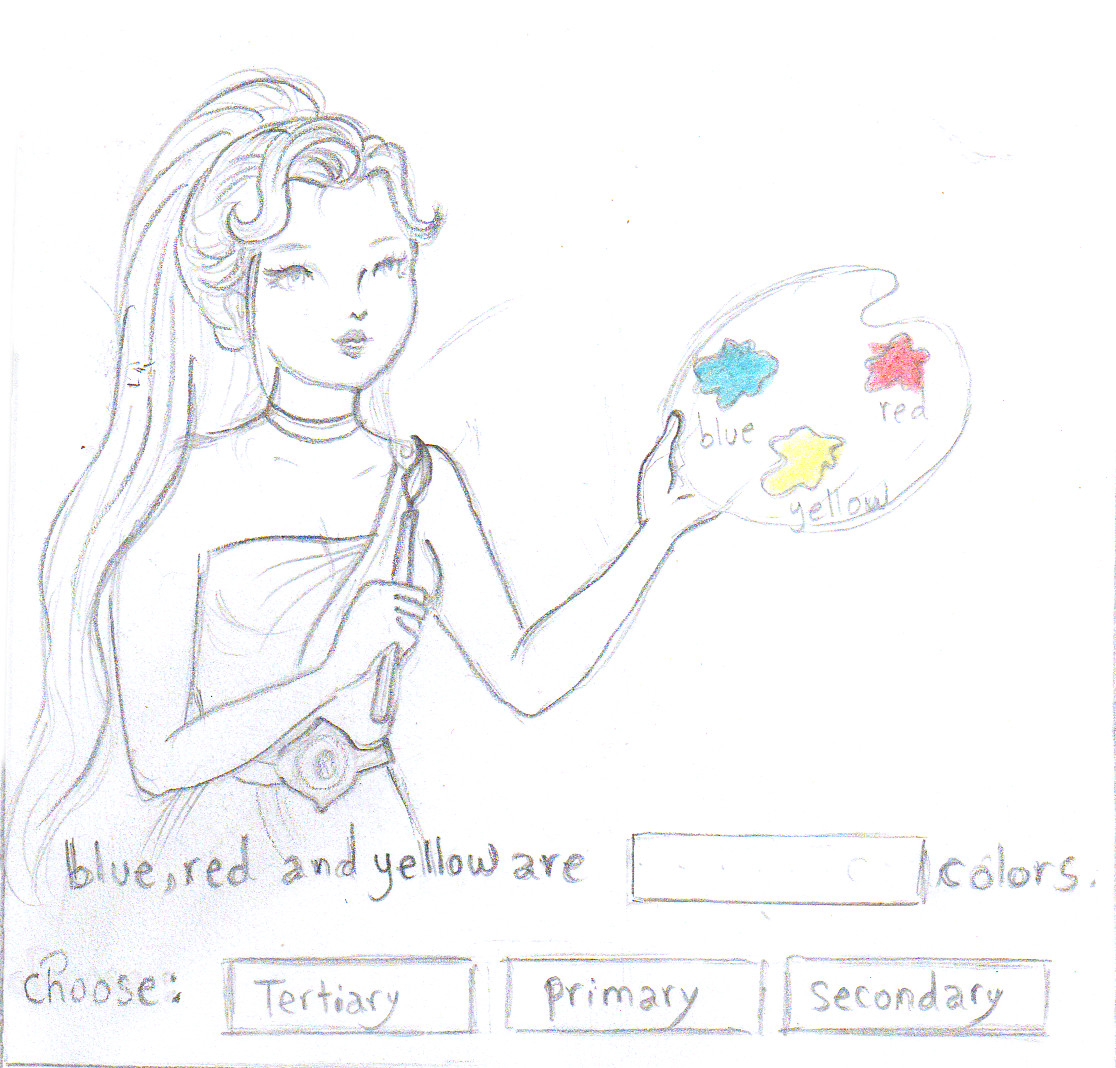 blue
red
yellow
blue, red and yellow are colors.
choose: Tertiary primary secondary